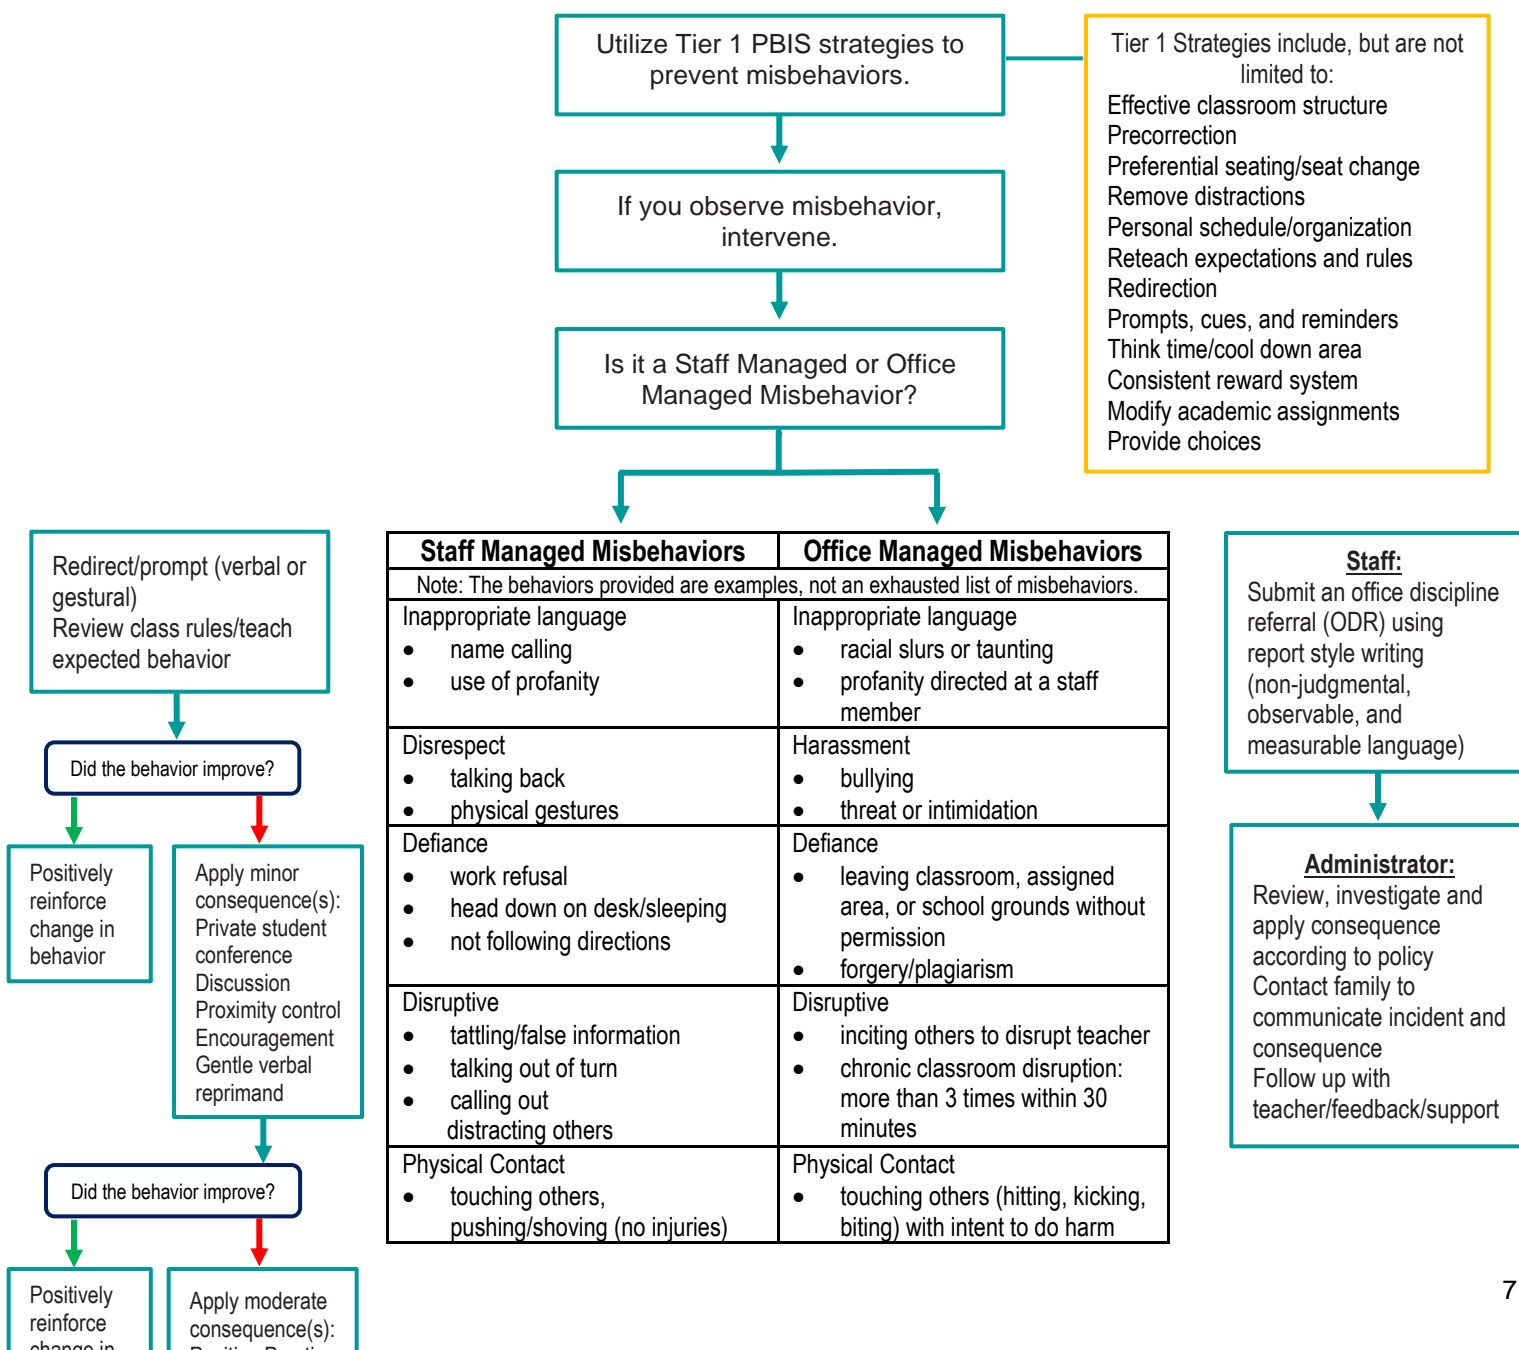 Utilize Tier 1 PBIS strategies to
prevent misbehaviors.
Tier 1 Strategies include, but are not
limited to:
Effective classroom structure
Precorrection
Preferential seating/seat change
Remove distractions
Personal schedule/organization
Reteach expectations and rules
Redirection
Prompts, cues, and reminders
Think time/cool down area
Consistent reward system
Modify academic assignments
Provide choices
If you observe misbehavior,
intervene.
Is it a Staff Managed or Office
Managed Misbehavior?
Redirect/prompt (verbal or
gestural)
Review class rules/teach
expected behavior
Did the behavior improve?
Positively
reinforce
change in
behavior
Apply minor
consequence(s):
Private student
conference
Discussion
Proximity control
Encouragement
Gentle verbal
reprimand
Did the behavior improve?
Positively
reinforce
change in
Apply moderate
consequence(s):
Staff Managed Misbehaviors
Office Managed Misbehaviors
Note: The behaviors provided are examples, not an exhausted list of misbehaviors.
Inappropriate language
• name calling
• use of profanity
Inappropriate language
• racial slurs or taunting
• profanity directed at a staff
member
Disrespect
• talking back
• physical gestures
Harassment
• bullying
• threat or intimidation
Defiance
• work refusal
• head down on desk/sleeping
• not following directions
Defiance
• leaving classroom, assigned
area, or school grounds without
permission
• forgery/plagiarism
Disruptive
• tattling/false information
• talking out of turn
• calling out
distracting others
Disruptive
• inciting others to disrupt teacher
• chronic classroom disruption:
more than 3 times within 30
minutes
Physical Contact
• touching others,
pushing/shoving (no injuries)
Physical Contact
• touching others (hitting, kicking,
biting) with intent to do harm
Staff:
Submit an office discipline
referral (ODR) using
report style writing
(non-judgmental,
observable, and
measurable language)
Administrator:
Review, investigate and
apply consequence
according to policy
Contact family to
communicate incident and
consequence
Follow up with
teacher/feedback/support
7